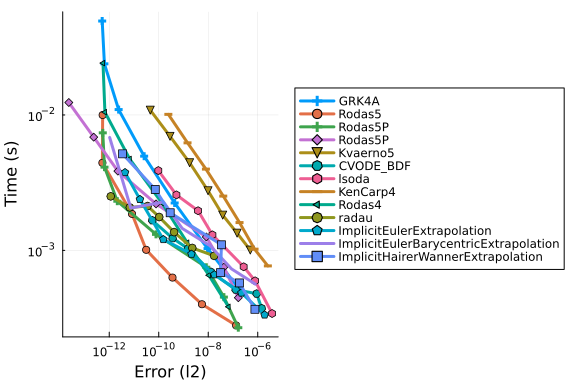 Time (s)
10⁻²
10⁻³
10⁻¹²
10⁻¹⁰
10⁻⁸
10⁻⁶
Error (l2)
GRK4A
Rodas5
Rodas5P
Rodas5P
Kvaerno5
CVODE_BDF
lsoda
KenCarp4
Rodas4
radau
ImplicitEulerExtrapolation
ImplicitEulerBarycentricExtrapolation
ImplicitHairerWannerExtrapolation